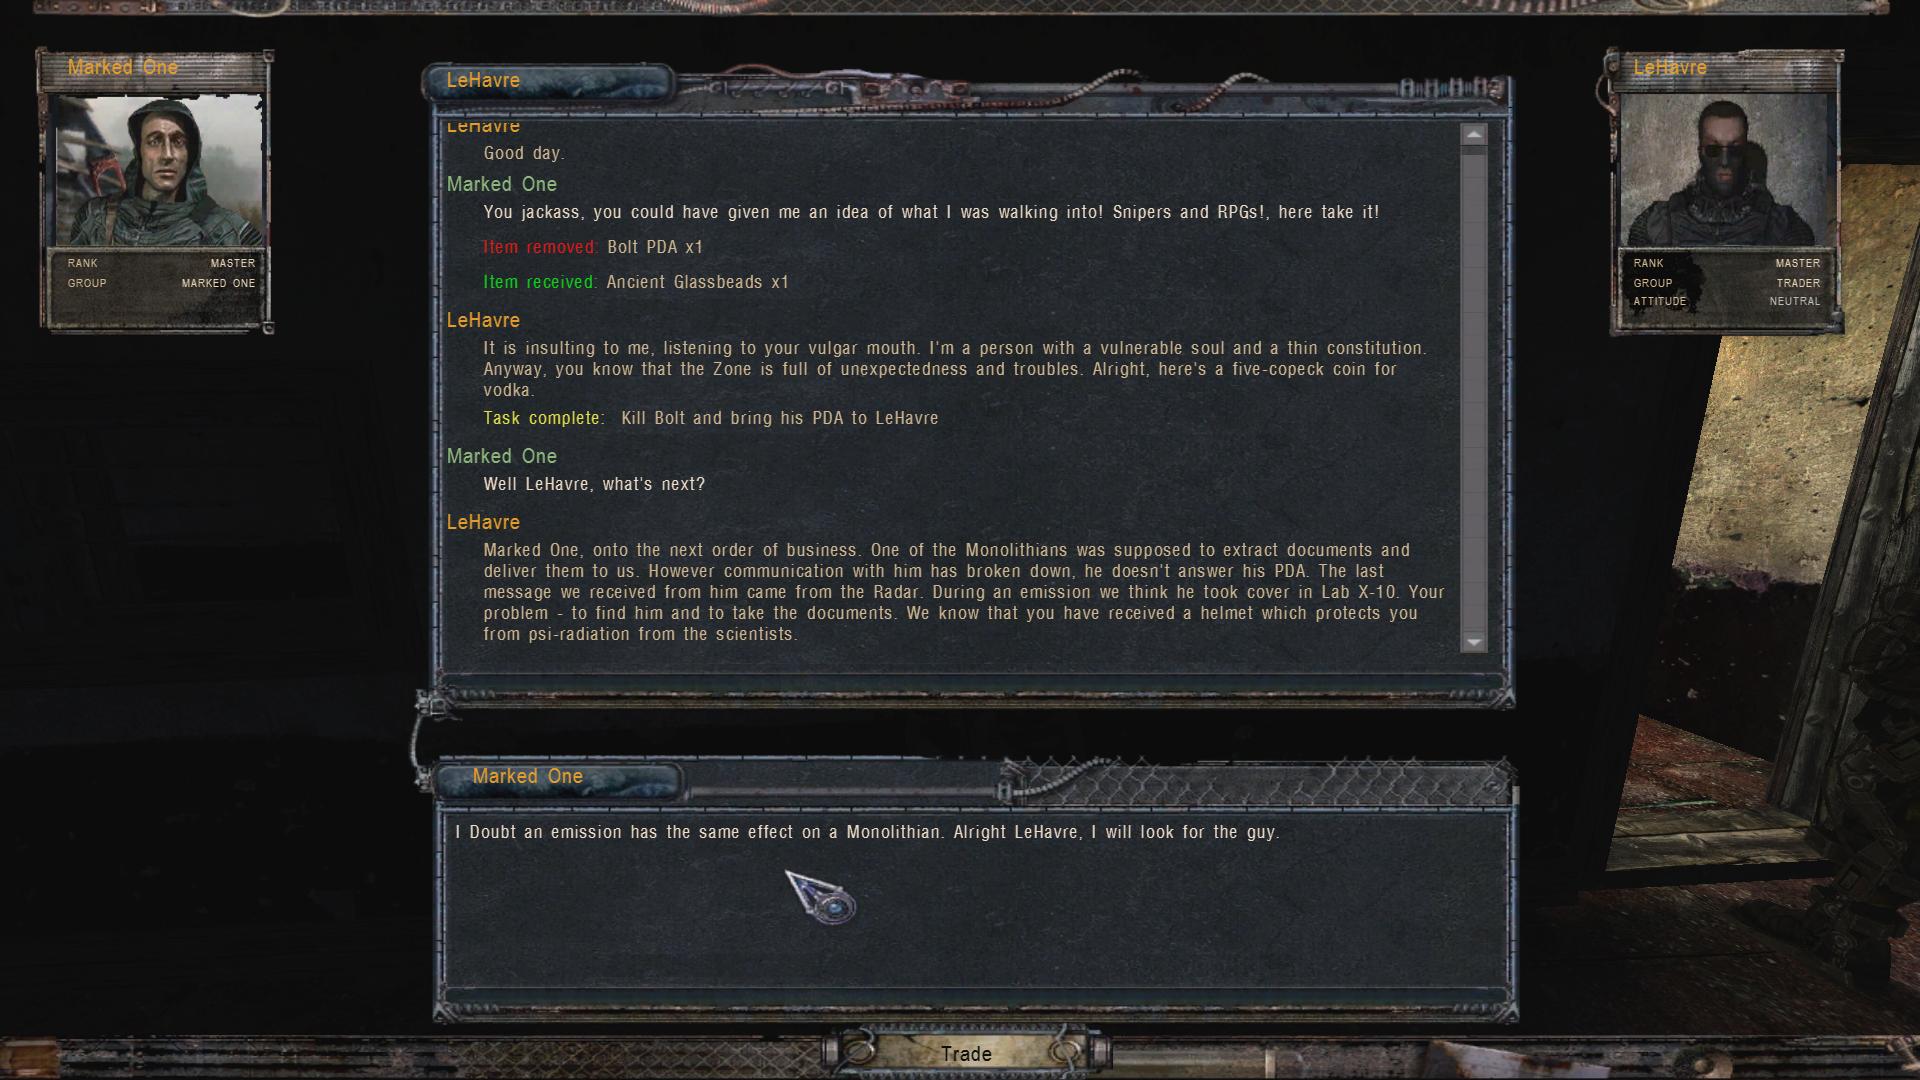 Marked One
RANK MASTER
GROUP MARKED ONE
LeHavre
LeHavre
Good day.
Marked One
You jackass, you could have given me an idea of what I was walking into! Snipers and RPGs!, here take it!
Item removed: Bolt PDA x1
Item received: Ancient Glassbeads x1
LeHavre
It is insulting to me, listening to your vulgar mouth. I'm a person with a vulnerable soul and a thin constitution.
Anyway, you know that the Zone is full of unexpectedness and troubles. Alright, here's a five-copeck coin for
vodka.
Task complete: Kill Bolt and bring his PDA to LeHavre
Marked One
Well LeHavre, what's next?
LeHavre
Marked One, onto the next order of business. One of the Monolithians was supposed to extract documents and
deliver them to us. However communication with him has broken down, he doesn't answer his PDA. The last
message we received from him came from the Radar. During an emission we think he took cover in Lab X-10. Your
problem - to find him and to take the documents. We know that you have received a helmet which protects you
from psi-radiation from the scientists.
LeHavre
RANK MASTER
GROUP TRADER
ATTITUDE NEUTRAL
Marked One
I Doubt an emission has the same effect on a Monolithian. Alright LeHavre, I will look for the guy.
Trade